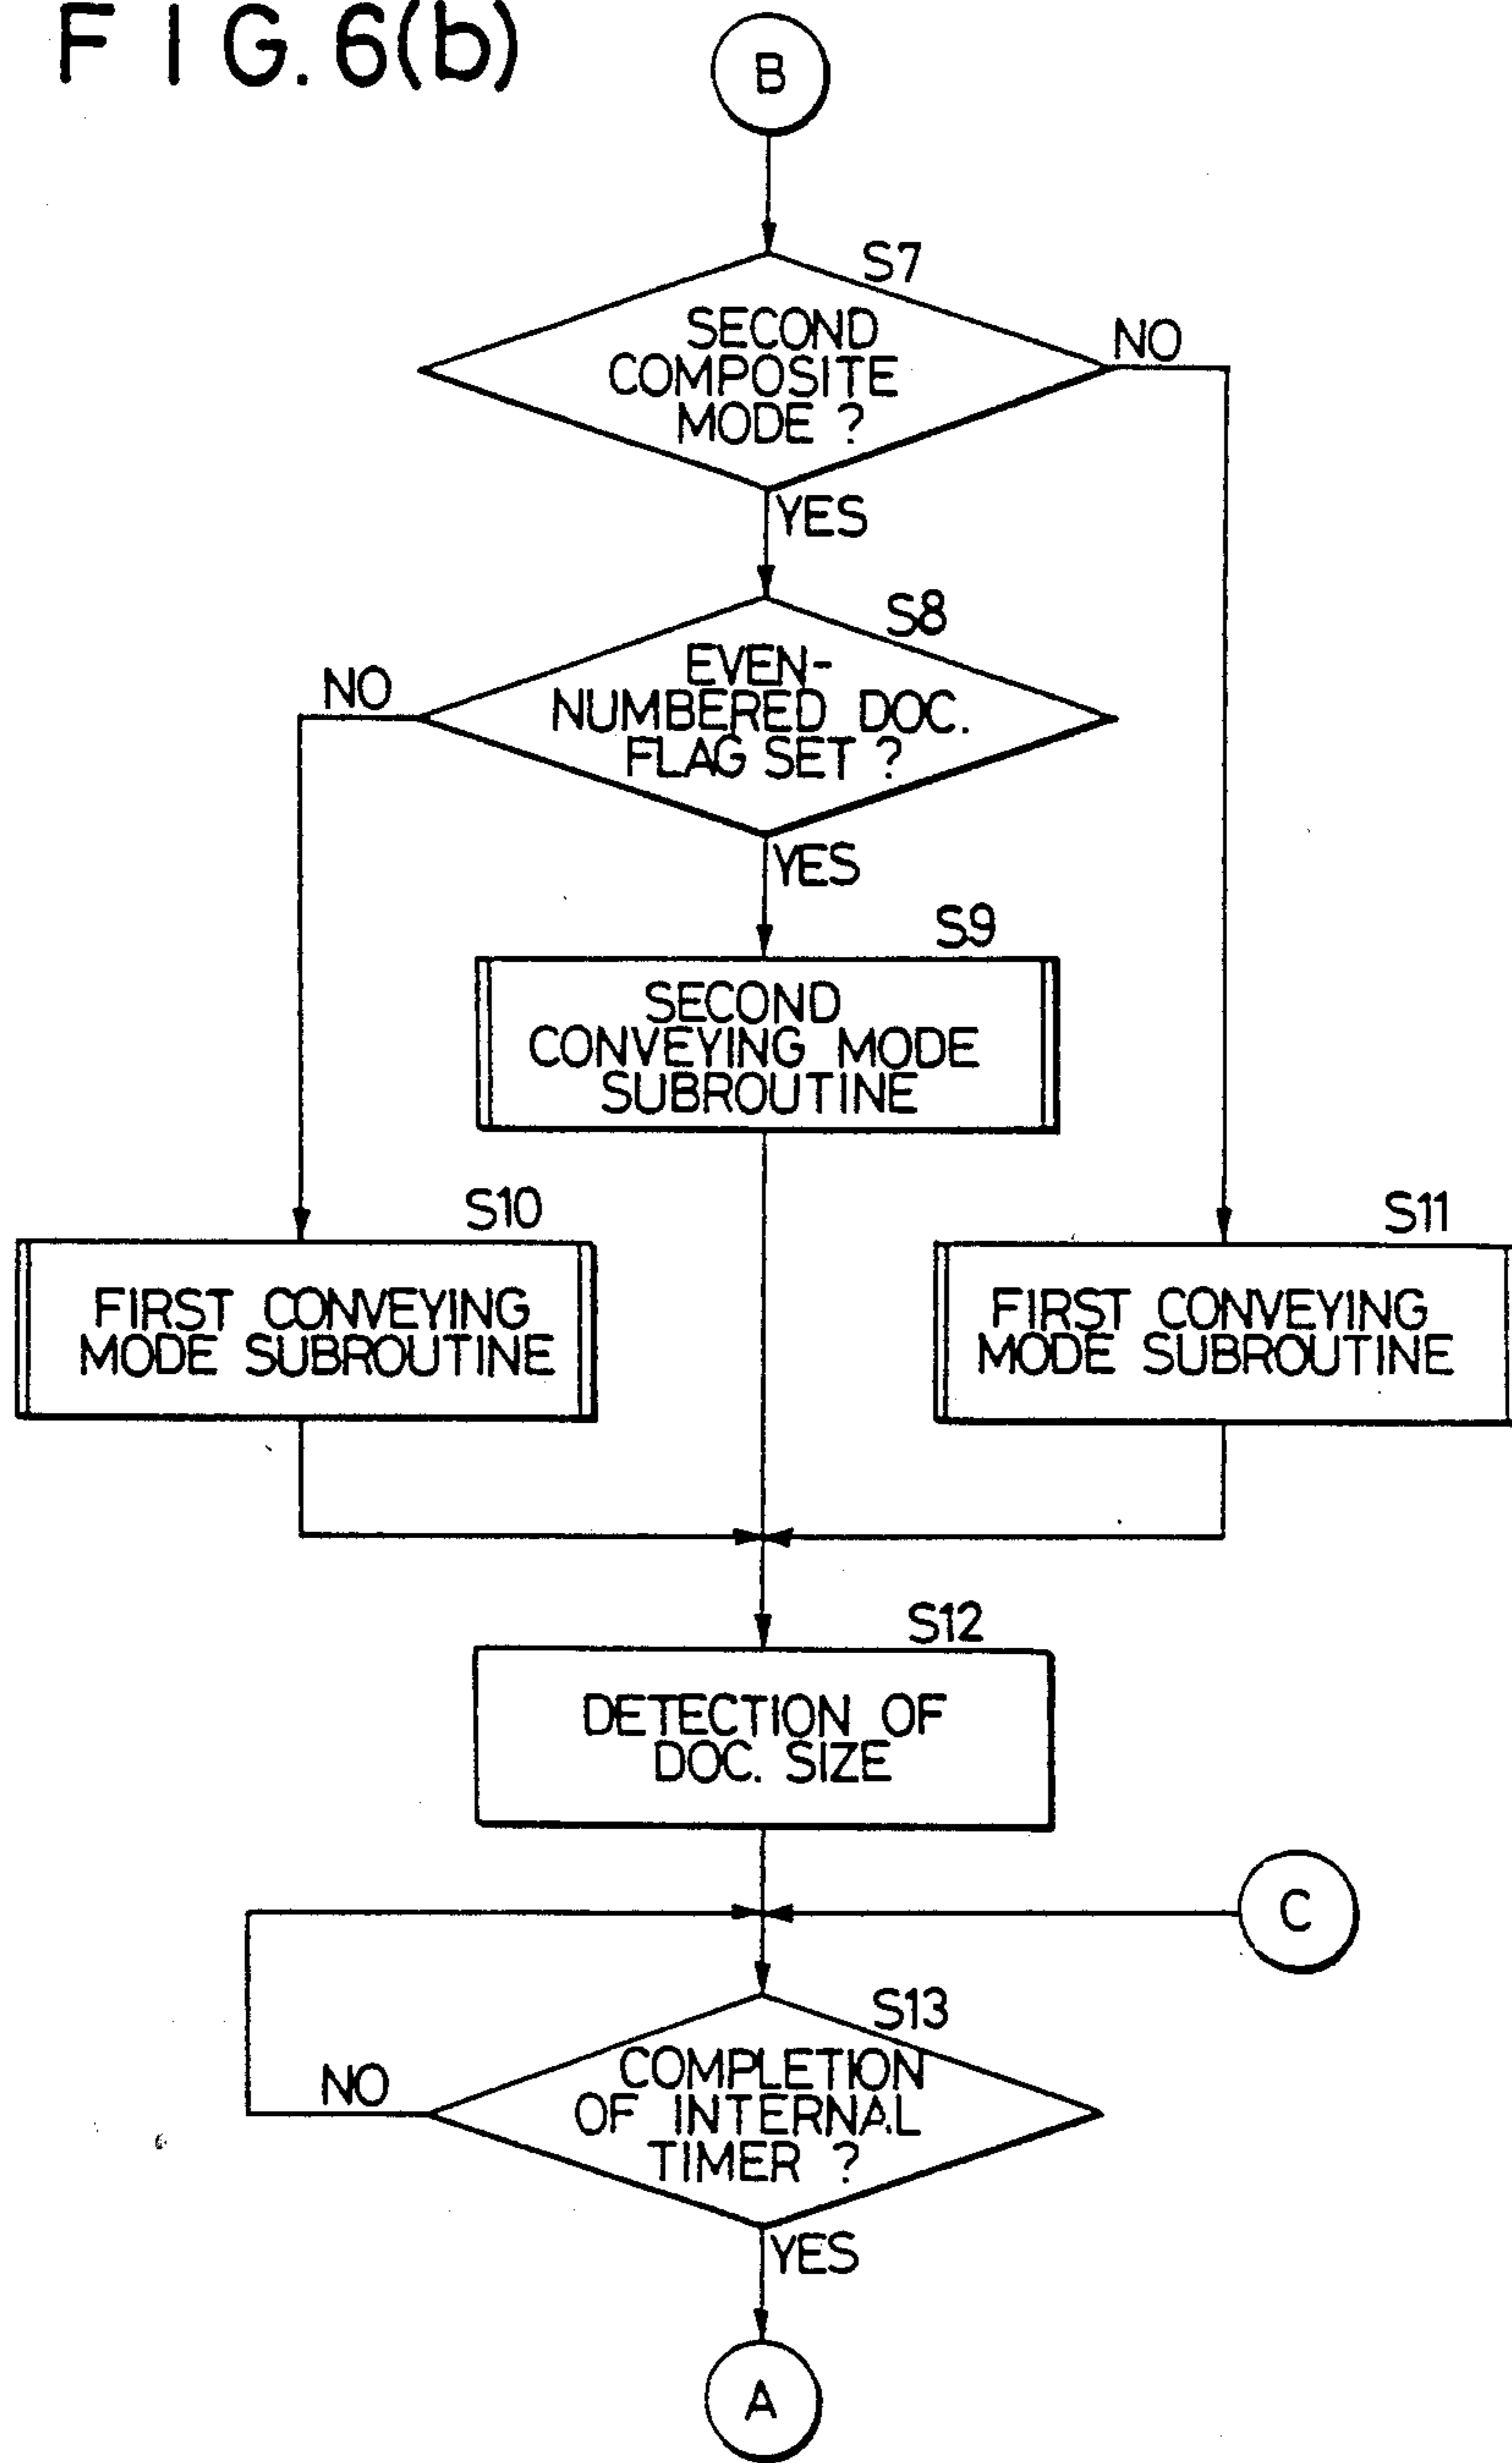 FIG. 6(b)
B
S7
SECOND
COMPOSITE
MODE ?
NO
YES
S8
EVEN-
NUMBERED DOC.
FLAG SET ?
NO
YES
S9
SECOND
CONVEYING MODE
SUBROUTINE
S10
FIRST CONVEYING
MODE SUBROUTINE
S11
FIRST CONVEYING
MODE SUBROUTINE
S12
DETECTION OF
DOC. SIZE
C
S13
COMPLETION
OF INTERNAL
TIMER ?
NO
YES
A